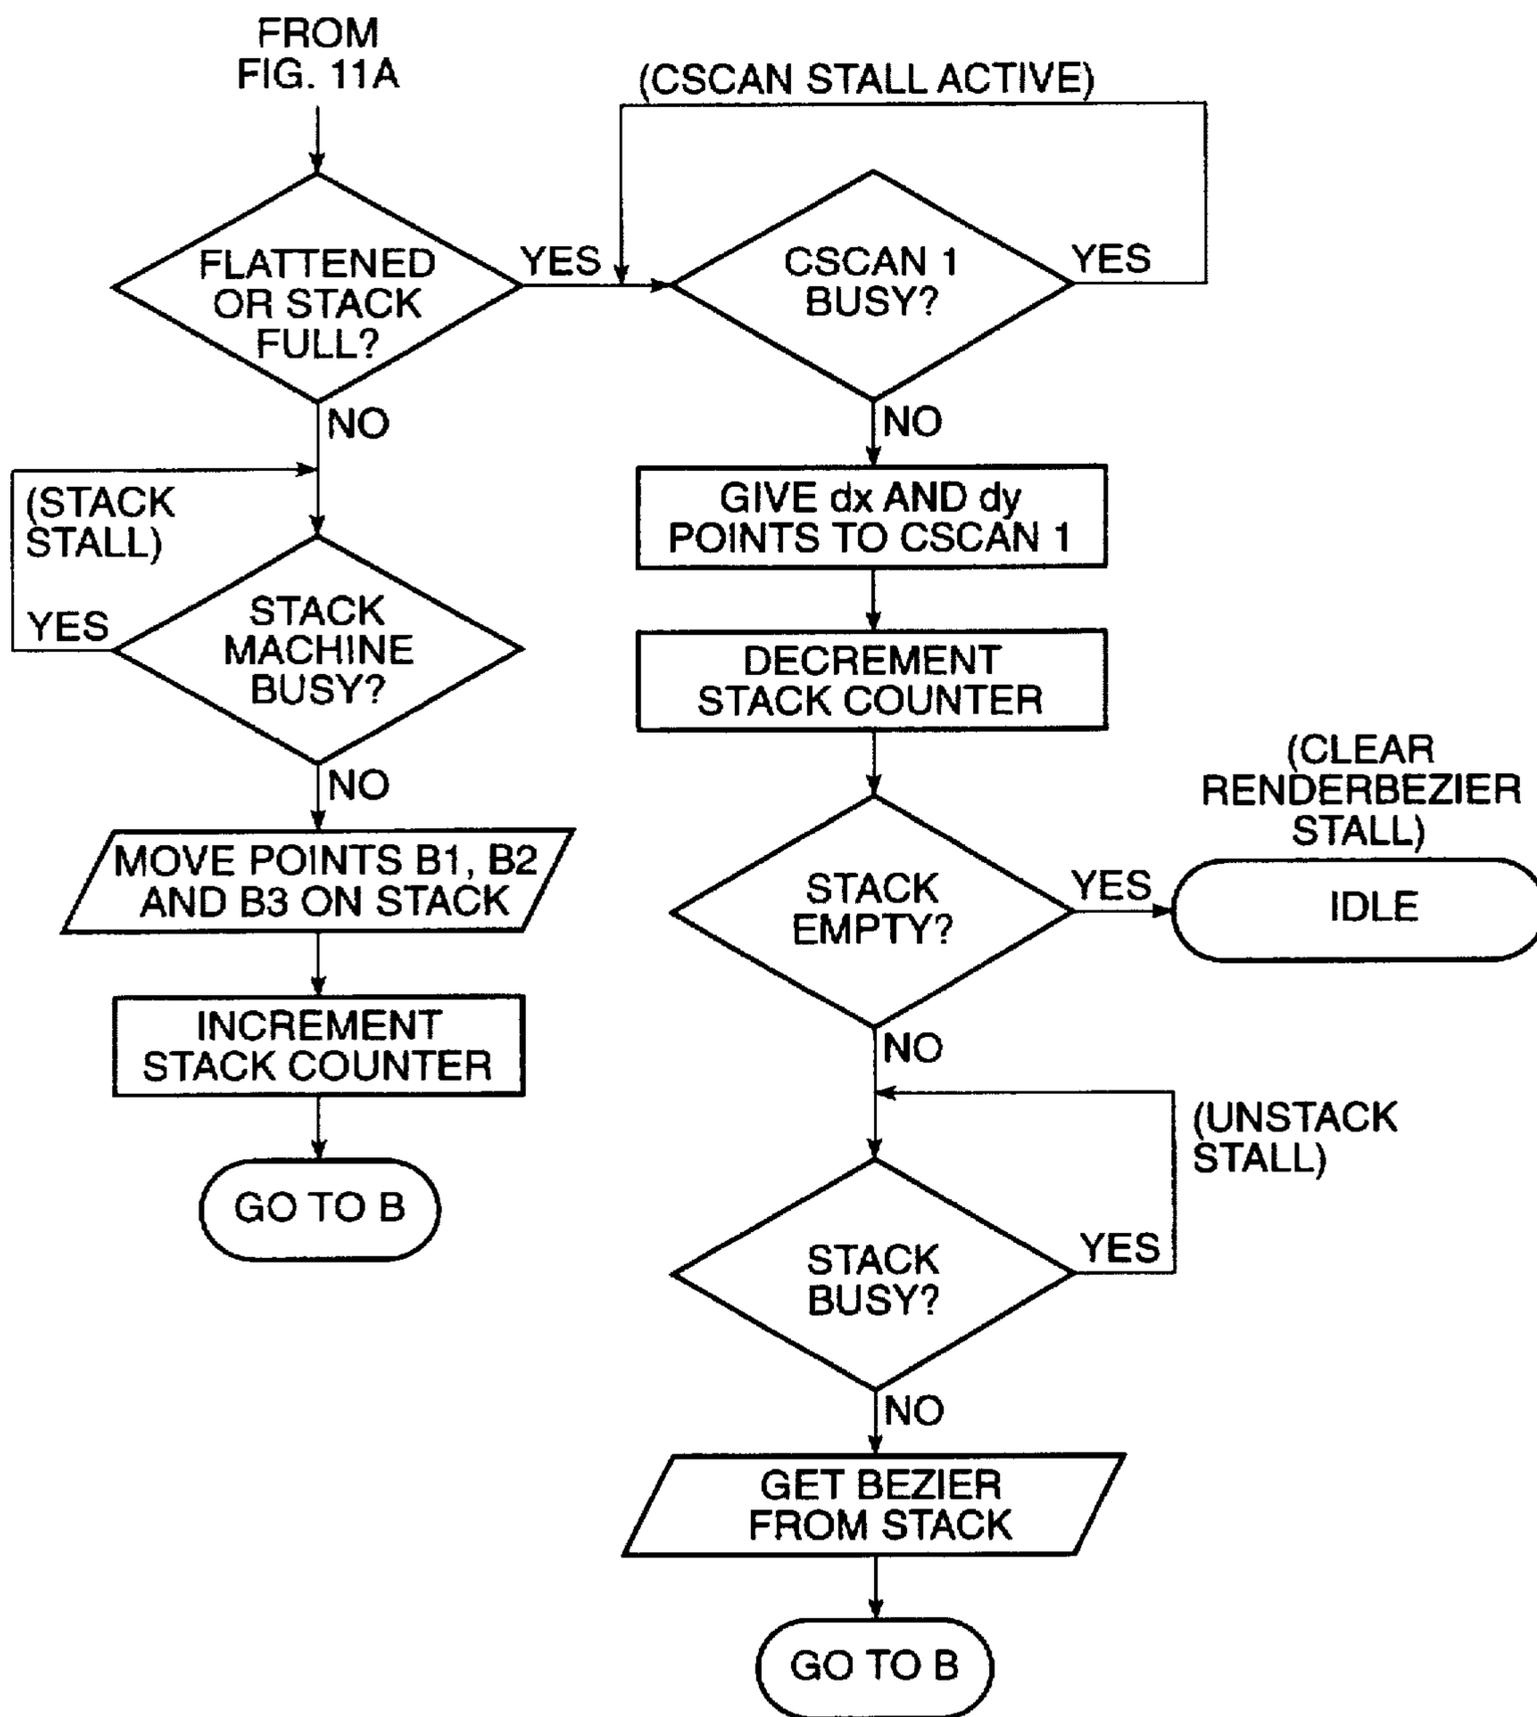 FROM
FIG. 11A
(CSCAN STALL ACTIVE)
FLATTENED
OR STACK
FULL?
YES
CSCAN 1
BUSY?
YES
NO
(STACK
STALL)
YES
STACK
MACHINE
BUSY?
NO
MOVE POINTS B1, B2
AND B3 ON STACK
INCREMENT
STACK COUNTER
GO TO B
NO
GIVE dx AND dy
POINTS TO CSCAN 1
DECREMENT
STACK COUNTER
STACK
EMPTY?
YES
(CLEAR
RENDERBEZIER
STALL)
IDLE
NO
(UNSTACK
STALL)
STACK
BUSY?
YES
NO
GET BEZIER
FROM STACK
GO TO B